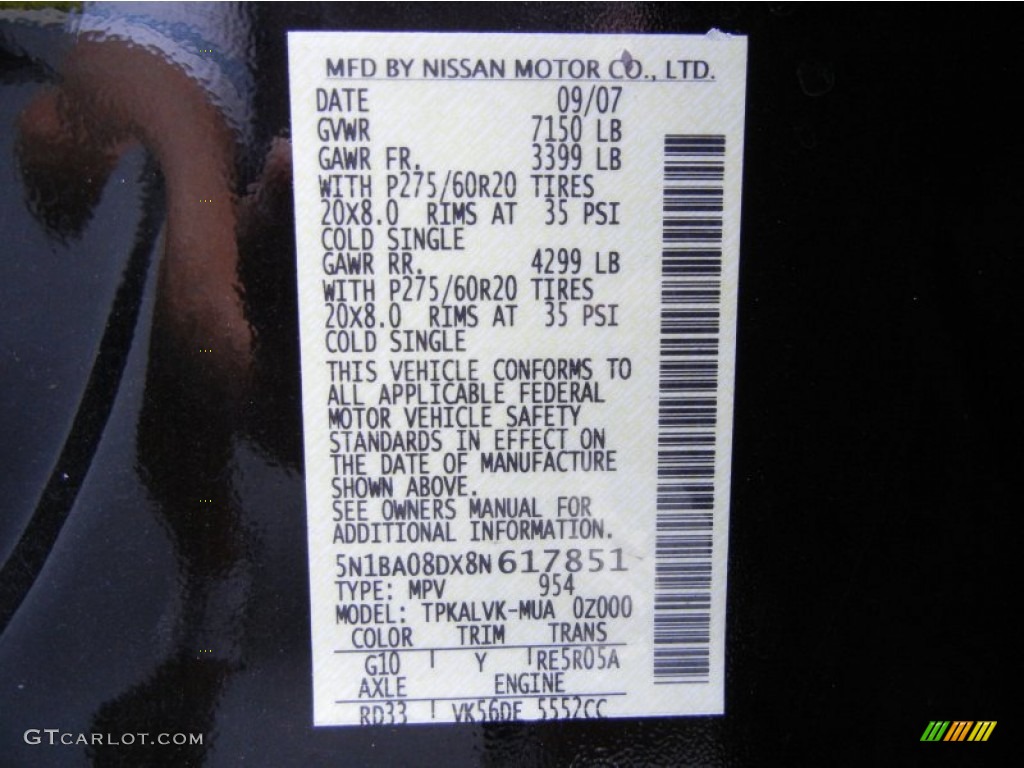 MFD BY NISSAN MOTOR CO., LTD.
DATE 09/07
GVWR 7150 LB
GAWR FR. 3399 LB
WITH P275/60R20 TIRES
20X8.0 RIMS AT 35 PSI
COLD SINGLE
GAWR RR. 4299 LB
WITH P275/60R20 TIRES
20X8.0 RIMS AT 35 PSI
COLD SINGLE
THIS VEHICLE CONFORMS TO
ALL APPLICABLE FEDERAL
MOTOR VEHICLE SAFETY
STANDARDS IN EFFECT ON
THE DATE OF MANUFACTURE
SHOWN ABOVE.
SEE OWNERS MANUAL FOR
ADDITIONAL INFORMATION.
5N1BA08DX8N617851
TYPE: MPV 954
MODEL: TPKALVK-MUA 0Z000
COLOR TRIM TRANS
G10 Y RE5R05A
AXLE ENGINE
RD33 VK56DE 5552CC
GTCARLOT.COM